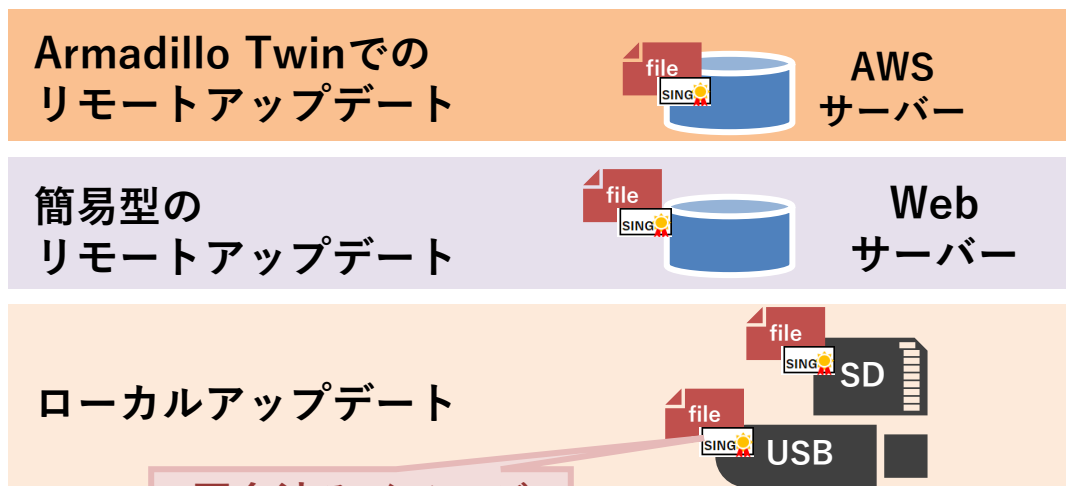 Armadillo Twinでの
リモートアップデート
file
SING
AWS
サーバー
簡易型の
リモートアップデート
file
SING
Web
サーバー
ローカルアップデート
file
SING
SD
file
SING
USB